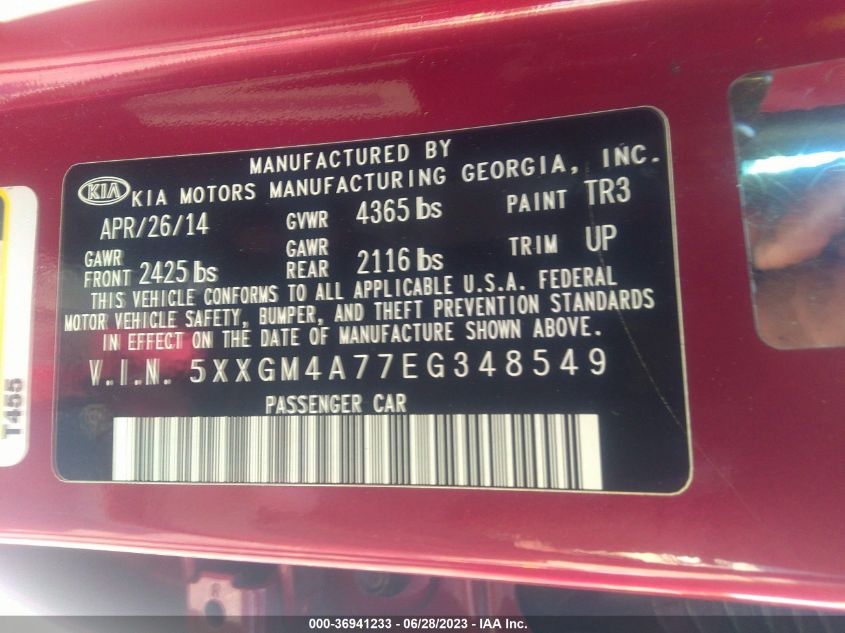 MANUFACTURED BY
KIA KIA MOTORS MANUFACTURING GEORGIA, INC.
APR/26/14 GVWR 4365 lbs PAINT TR3
GAWR FRONT 2425 lbs GAWR REAR 2116 lbs TRIM UP
THIS VEHICLE CONFORMS TO ALL APPLICABLE U.S.A. FEDERAL
MOTOR VEHICLE SAFETY, BUMPER, AND THEFT PREVENTION STANDARDS
IN EFFECT ON THE DATE OF MANUFACTURE SHOWN ABOVE.
V.I.N. 5XXGM4A77EG348549
PASSENGER CAR
T455
000-36941233 - 06/28/2023 - IAA Inc.